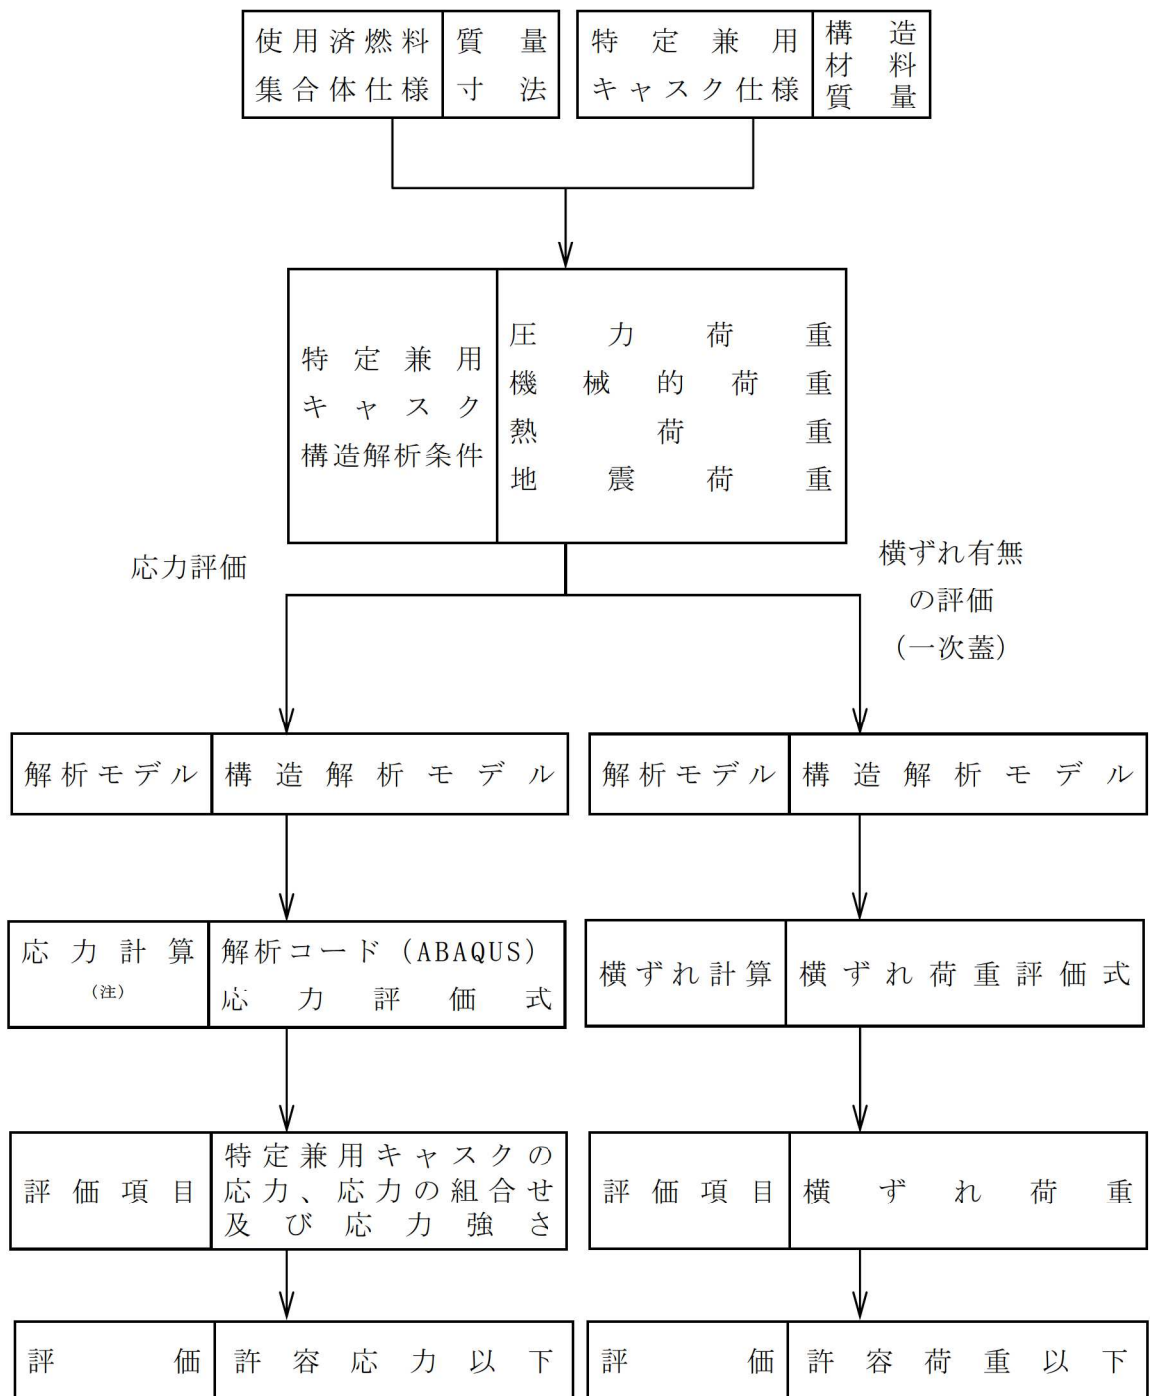 使用済燃料
集合体仕様
質量
寸法
特定兼用
キャスク仕様
構造
材料
質量
特定兼用
キャスク
構造解析条件
圧力荷重
機械的荷重
熱荷重
地震荷重
応力評価
横ずれ有無
の評価
(一次蓋)
解析モデル
構造解析モデル
解析モデル
構造解析モデル
応力計算
(注)
解析コード(ABAQUS)
応力評価式
横ずれ計算
横ずれ荷重評価式
評価項目
特定兼用キャスクの
応力、応力の組合せ
及び応力強さ
評価項目
横ずれ荷重
評価
許容応力以下
評価
許容荷重以下